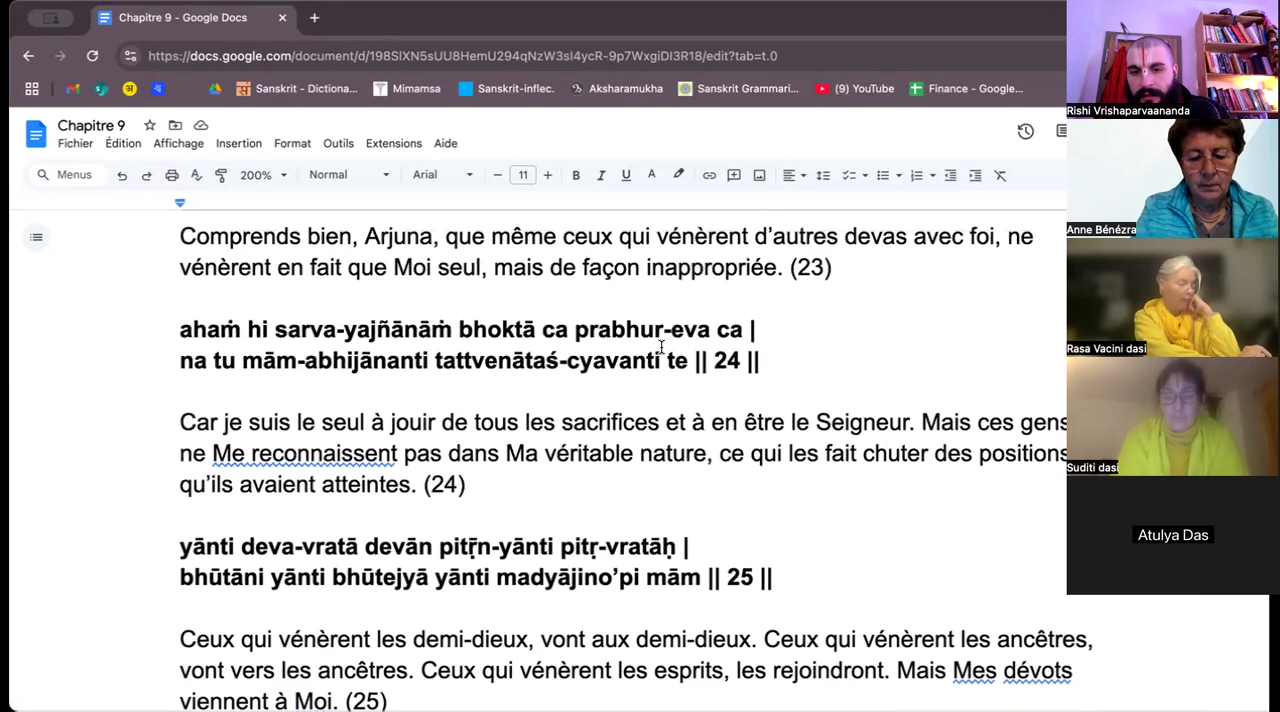 Chapitre 9 - Google Docs
https://docs.google.com/document/d/198SlXN5sUU8HemU294qNzW3sl4ycR-9p7WxgiDl3R18/edit?tab=t.0
Sanskrit - Dictiona...
Mimamsa
Sanskrit-inflec.
Aksharamukha
Sanskrit Grammari...
(9) YouTube
Finance - Google...
Chapitre 9
Fichier Édition Affichage Insertion Format Outils Extensions Aide
Menus 200% Normal Arial 11
Comprends bien, Arjuna, que même ceux qui vénèrent d’autres devas avec foi, ne
vénèrent en fait que Moi seul, mais de façon inappropriée. (23)
ahaṁ hi sarva-yajñānāṁ bhoktā ca prabhur-eva ca |
na tu mām-abhijānanti tattvenātaś-cyavanti te || 24 ||
Car je suis le seul à jouir de tous les sacrifices et à en être le Seigneur. Mais ces gens
ne Me reconnaissent pas dans Ma véritable nature, ce qui les fait chuter des positions
qu’ils avaient atteintes. (24)
yānti deva-vratā devān pitṝn-yānti pitṛ-vratāḥ |
bhūtāni yānti bhūtejyā yānti madyājino’pi mām || 25 ||
Ceux qui vénèrent les demi-dieux, vont aux demi-dieux. Ceux qui vénèrent les ancêtres,
vont vers les ancêtres. Ceux qui vénèrent les esprits, les rejoindront. Mais Mes dévots
viennent à Moi. (25)
Rishi Vrishaparvaananda
Anne Bénézra
Rasa Vacini dasi
Suditi dasi
Atulya Das